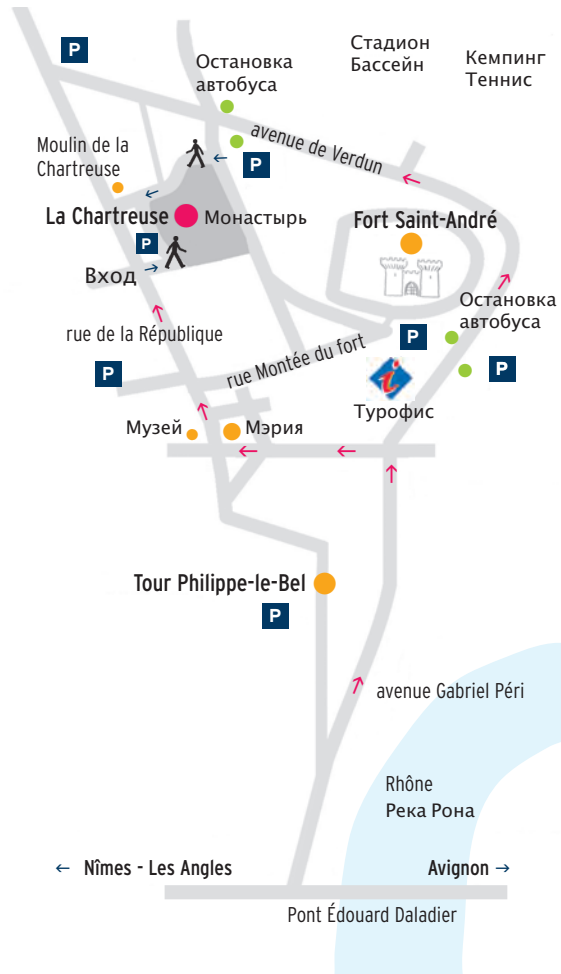 P
Остановка
автобуса
Стадион
Бассейн
Кемпинг
Теннис
avenue de Verdun
P
Moulin de la
Chartreuse
La Chartreuse
Монастырь
P
Вход
Fort Saint-André
Остановка
автобуса
P
P
rue de la République
P
rue Montée du fort
i
Турофис
Музей
Мэрия
Tour Philippe-le-Bel
P
avenue Gabriel Péri
Rhône
Река Рона
← Nîmes - Les Angles
Avignon →
Pont Édouard Daladier